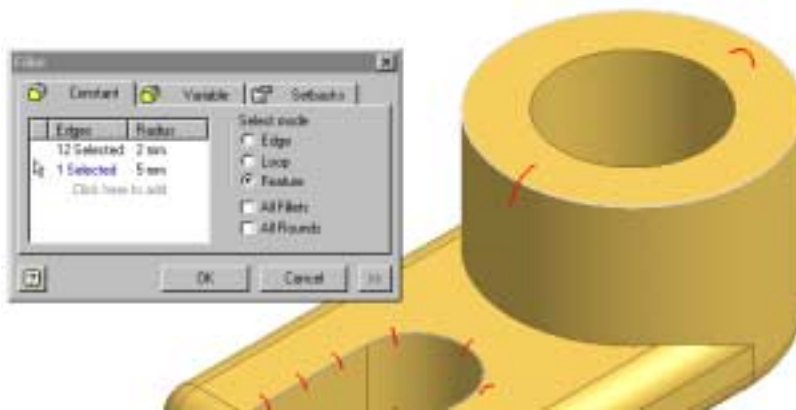 Fillet
Constant Variable Setbacks
Edges Radius
12 Selected 2 mm
1 Selected 5 mm
Click here to add
Select mode
Edge
Loop
Feature
All Fillets
All Rounds
? OK Cancel >>